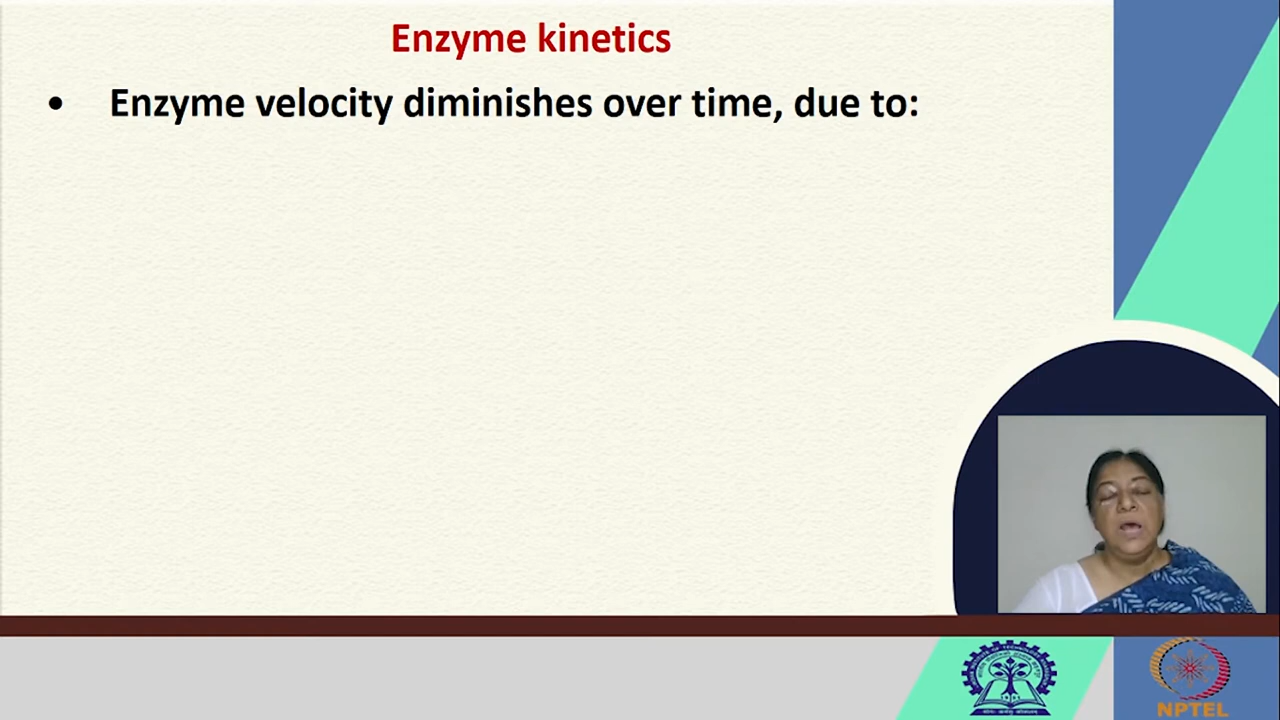 Enzyme kinetics
• Enzyme velocity diminishes over time, due to:
NPTEL